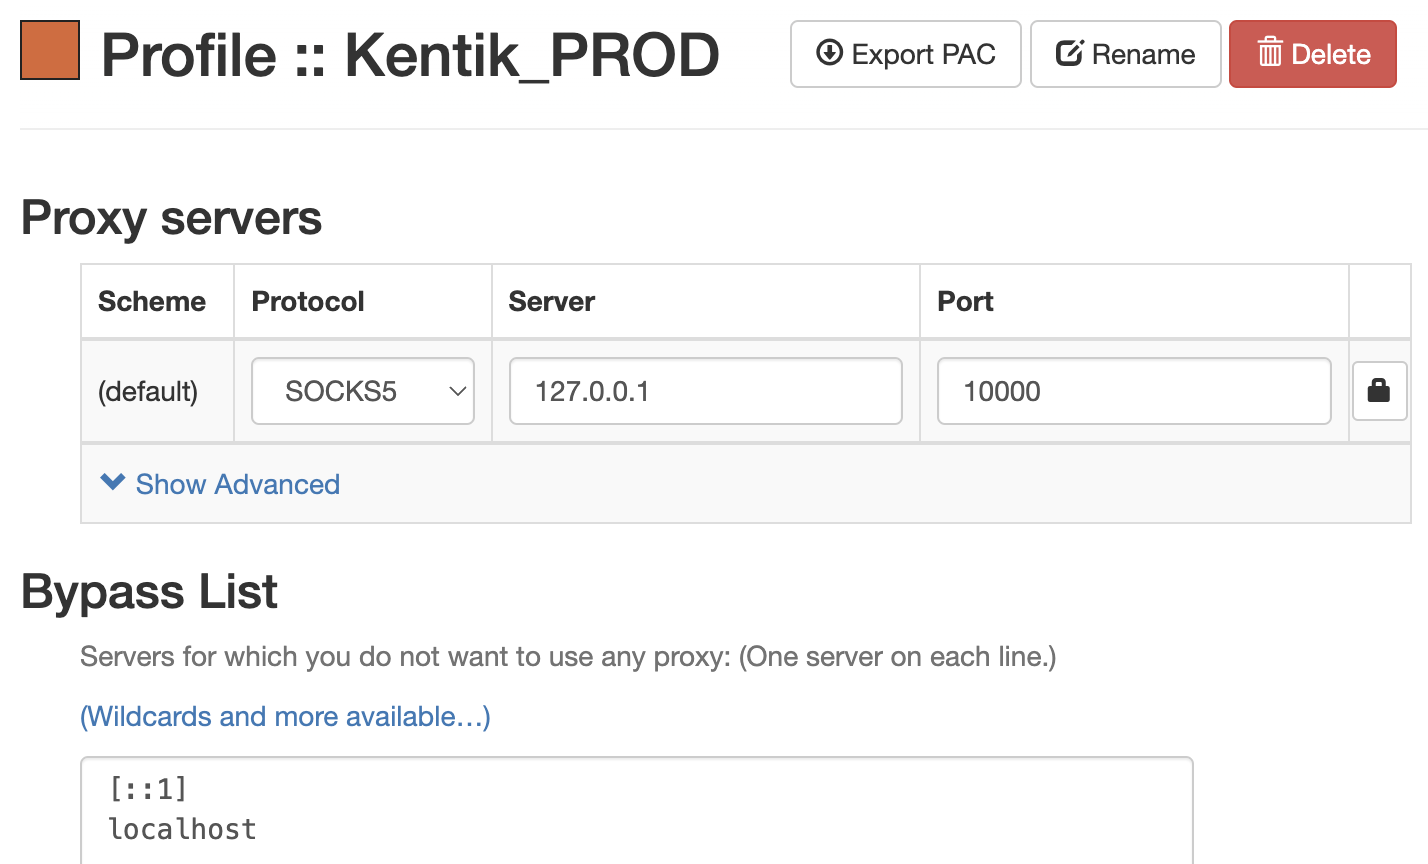 Profile :: Kentik_PROD
Export PAC
Rename
Delete
Proxy servers
Scheme Protocol Server Port
(default) SOCKS5 127.0.0.1 10000
Show Advanced
Bypass List
Servers for which you do not want to use any proxy: (One server on each line.)
(Wildcards and more available…)
[::1]
localhost